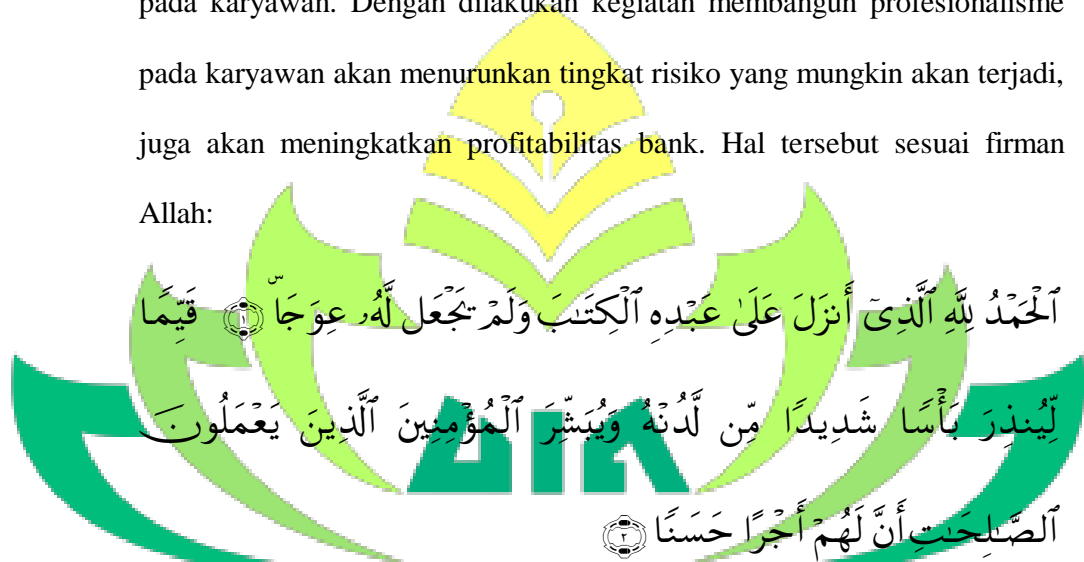 pada karyawan. Dengan dilakukan kegiatan membangun profesionalisme
pada karyawan akan menurunkan tingkat risiko yang mungkin akan terjadi,
juga akan meningkatkan profitabilitas bank. Hal tersebut sesuai firman
Allah:
ٱلْحَمْدُ لِلَّهِ ٱلَّذِىٓ أَنزَلَ عَلَىٰ عَبْدِهِ ٱلْكِتَـٰبَ وَلَمْ يَجْعَل لَّهُۥ عِوَجَاۜ ۝١ قَيِّمًا
لِّيُنذِرَ بَأْسًا شَدِيدًا مِّن لَّدُنْهُ وَيُبَشِّرَ ٱلْمُؤْمِنِينَ ٱلَّذِينَ يَعْمَلُونَ
ٱلصَّـٰلِحَـٰتِ أَنَّ لَهُمْ أَجْرًا حَسَنًا ۝٢